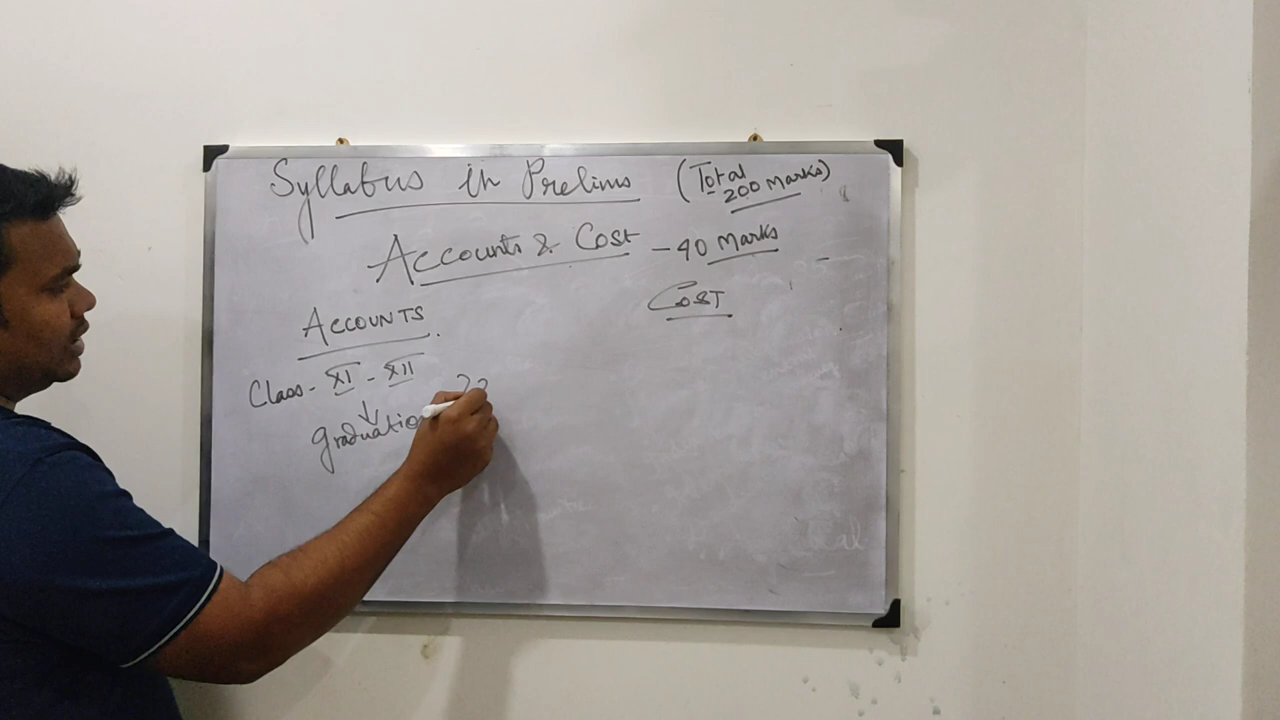 Syllabus in Prelims (Total 200 Marks)
Accounts & Cost - 40 Marks
ACCOUNTS
COST
Class - XI - XII
↓
Graduation